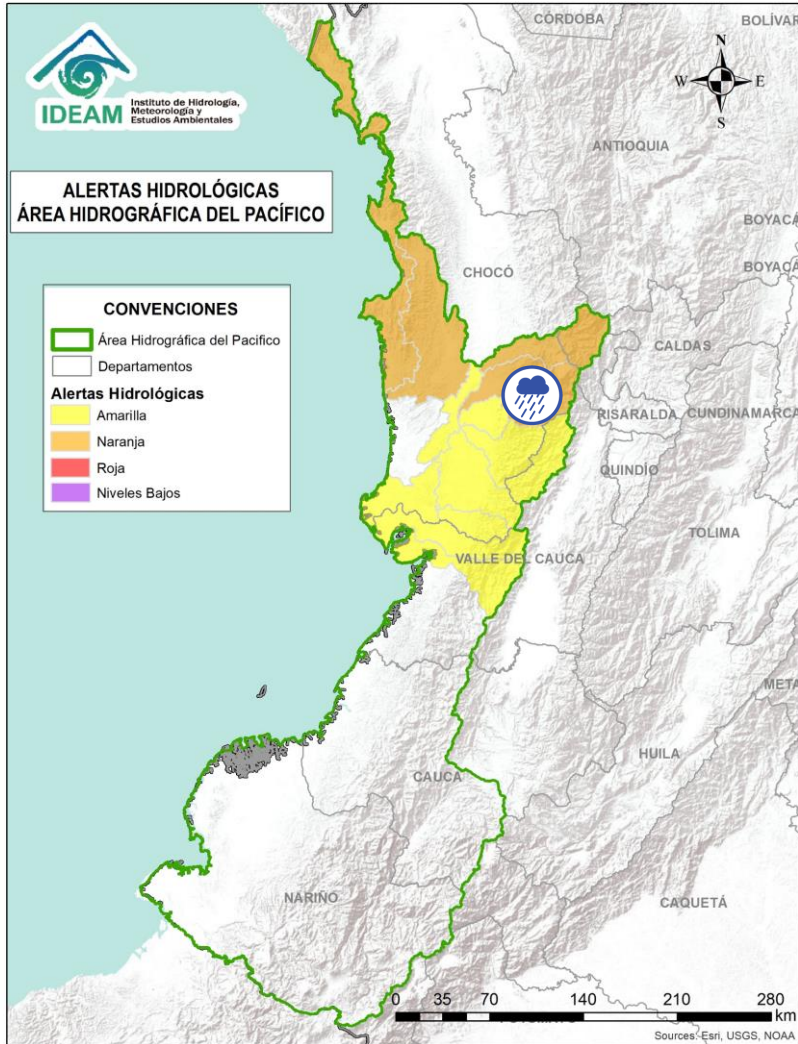 CÓRDOBA
BOLÍVAR
IDEAM
Instituto de Hidrología,
Meteorología y
Estudios Ambientales
N
W
E
S
ANTIOQUIA
ALERTAS HIDROLÓGICAS
ÁREA HIDROGRÁFICA DEL PACÍFICO
BOYACÁ
CHOCÓ
BOYACÁ
CONVENCIONES
Área Hidrográfica del Pacífico
Departamentos
Alertas Hidrológicas
Amarilla
Naranja
Roja
Niveles Bajos
CALDAS
RISARALDA
CUNDINAMARCA
QUINDÍO
TOLIMA
VALLE DEL CAUCA
META
HUILA
CAUCA
NARIÑO
CAQUETÁ
0 35 70 140 210 280
km
Sources: Esri, USGS, NOAA